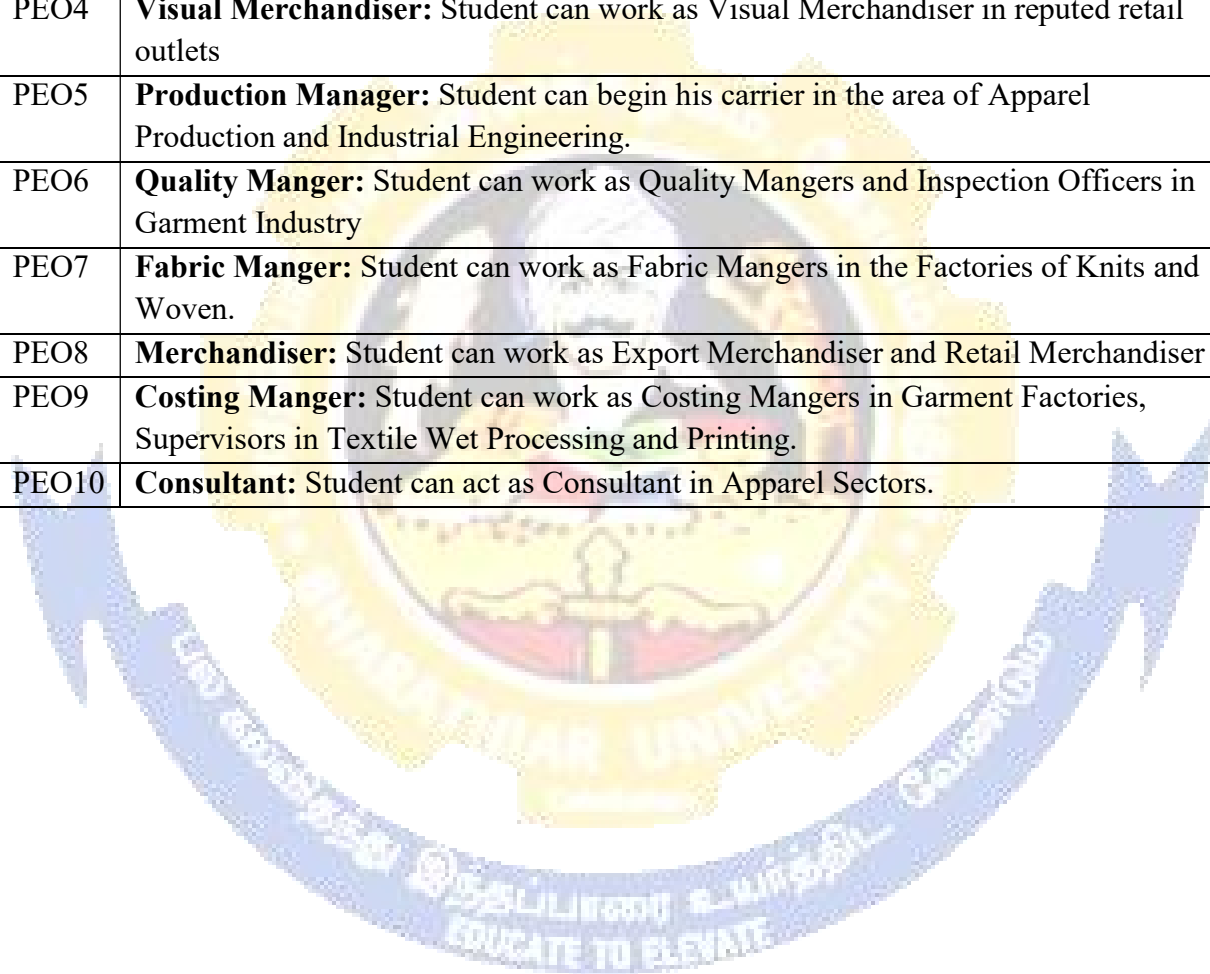 PEO4 Visual Merchandiser: Student can work as Visual Merchandiser in reputed retail
outlets
PEO5 Production Manager: Student can begin his carrier in the area of Apparel
Production and Industrial Engineering.
PEO6 Quality Manger: Student can work as Quality Mangers and Inspection Officers in
Garment Industry
PEO7 Fabric Manger: Student can work as Fabric Mangers in the Factories of Knits and
Woven.
PEO8 Merchandiser: Student can work as Export Merchandiser and Retail Merchandiser
PEO9 Costing Manger: Student can work as Costing Mangers in Garment Factories,
Supervisors in Textile Wet Processing and Printing.
PEO10 Consultant: Student can act as Consultant in Apparel Sectors.
BHARATHIAR UNIVERSITY
EDUCATE TO ELEVATE